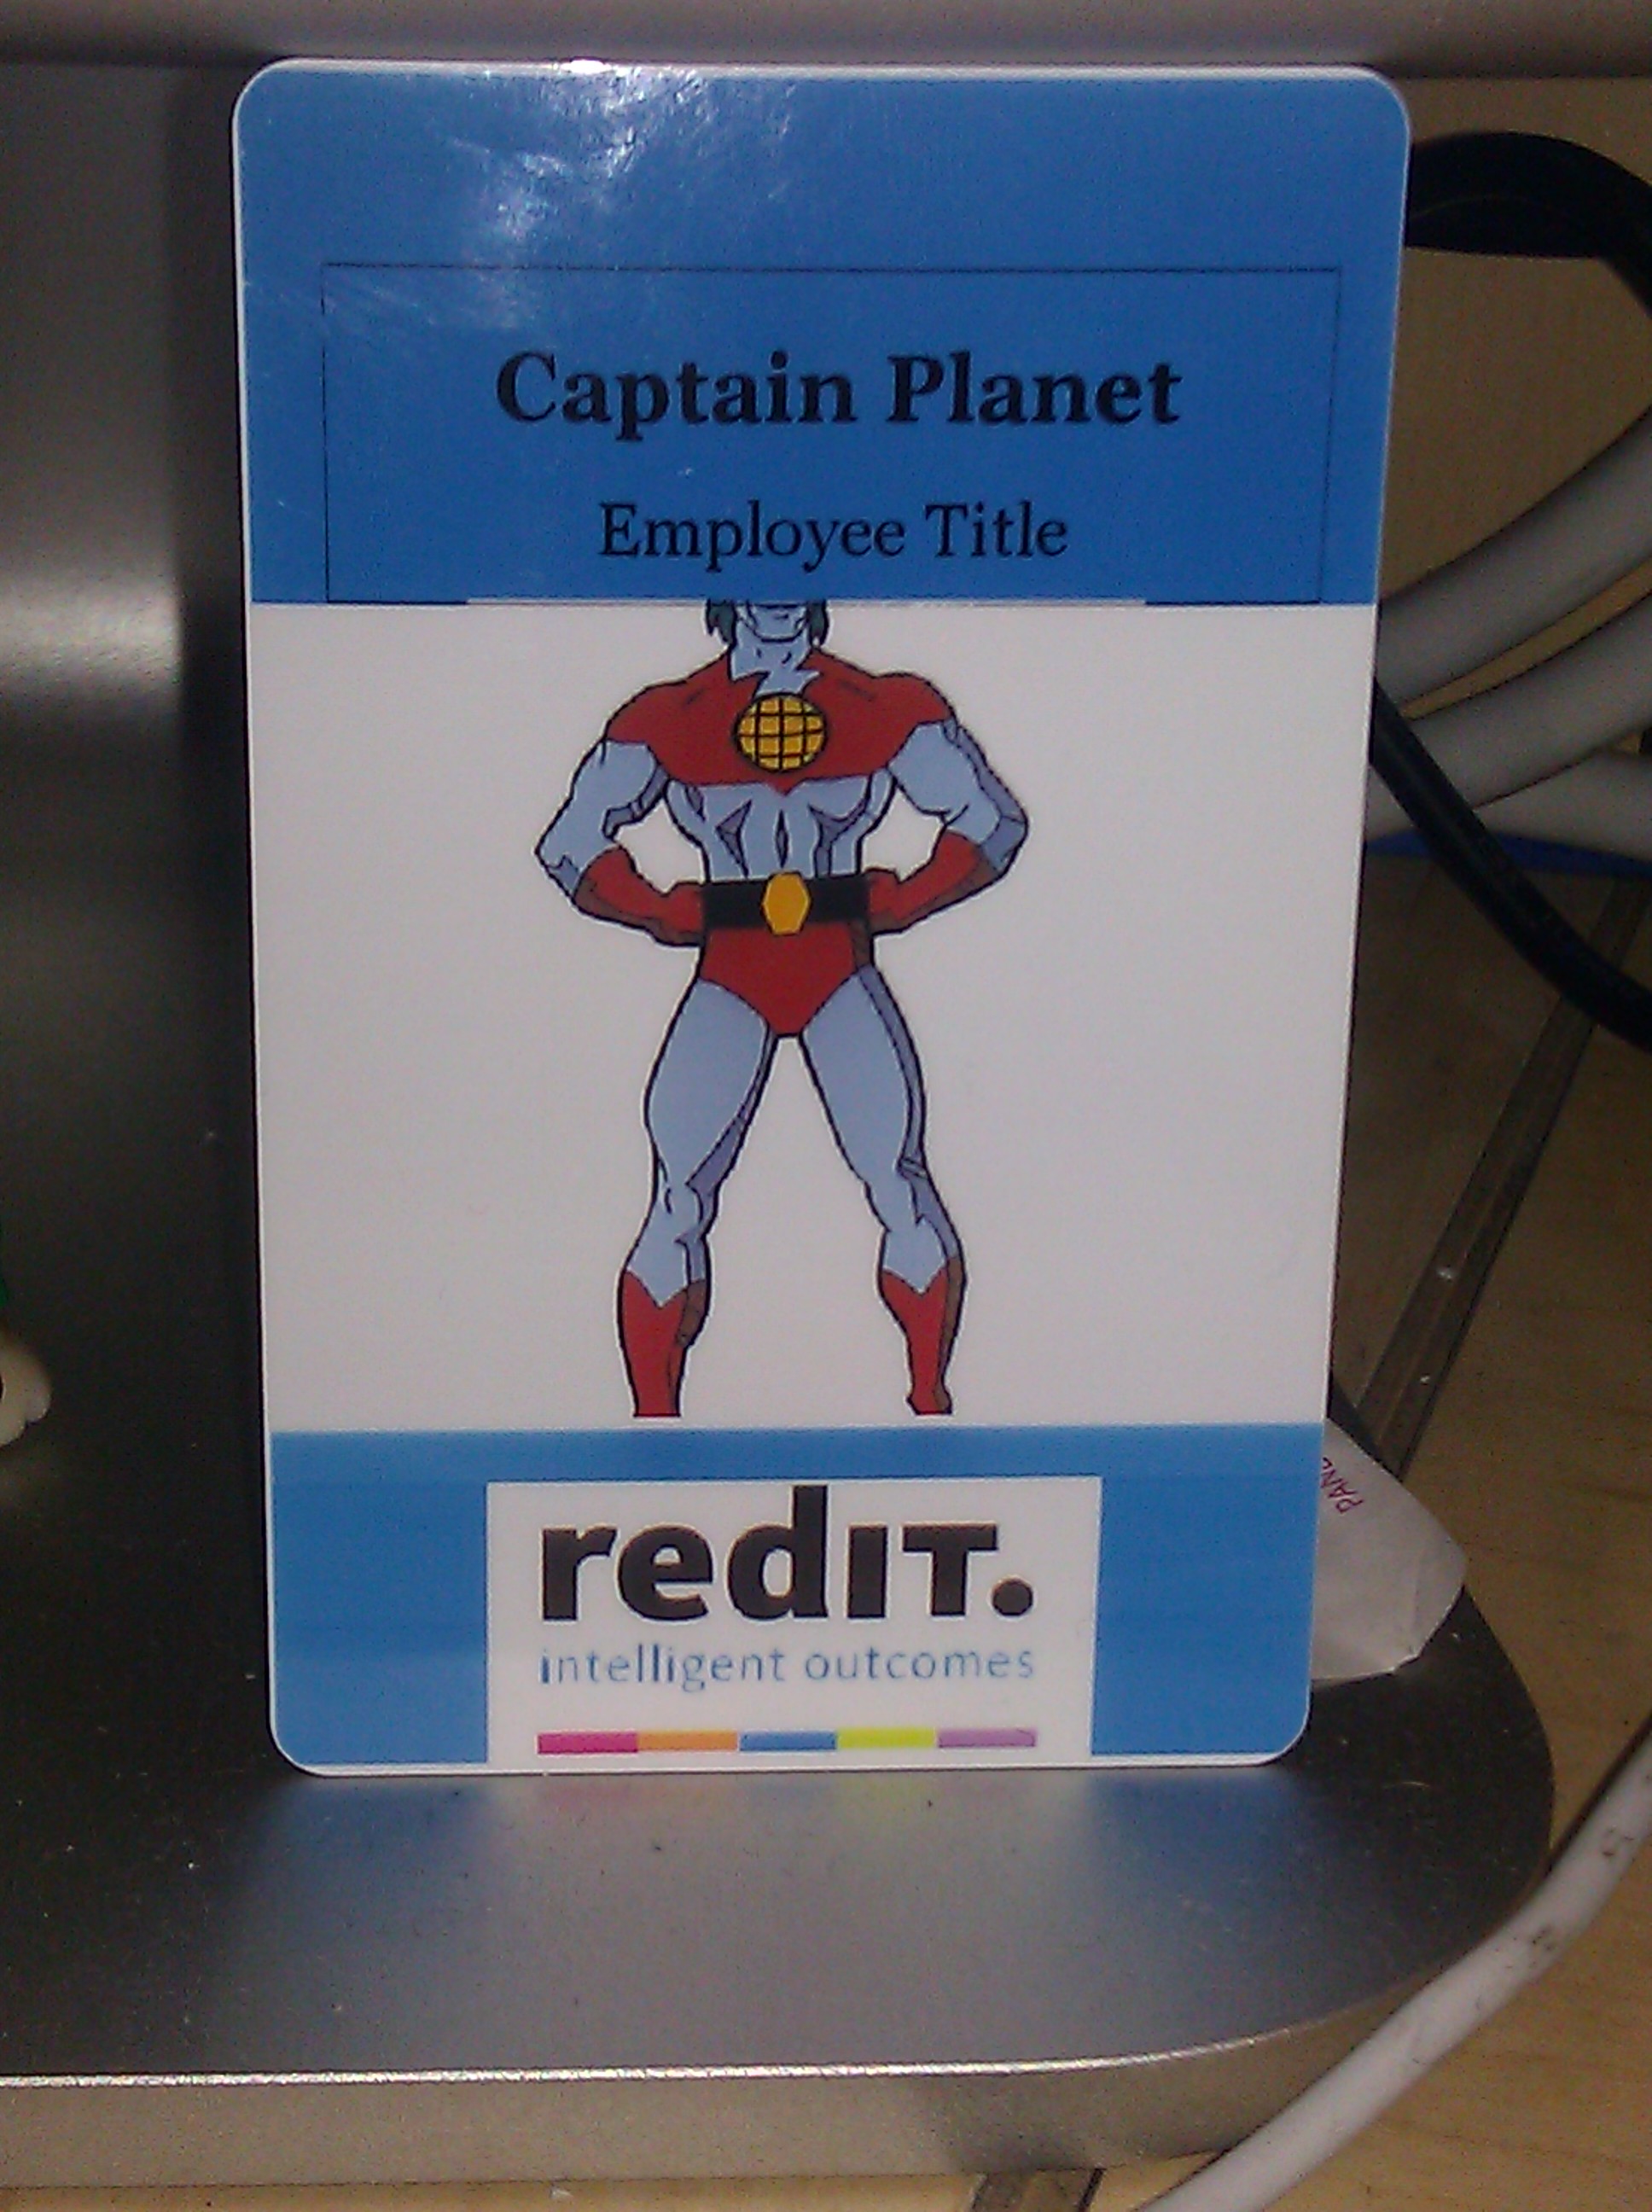 Captain Planet
Employee Title
redIT.
intelligent outcomes